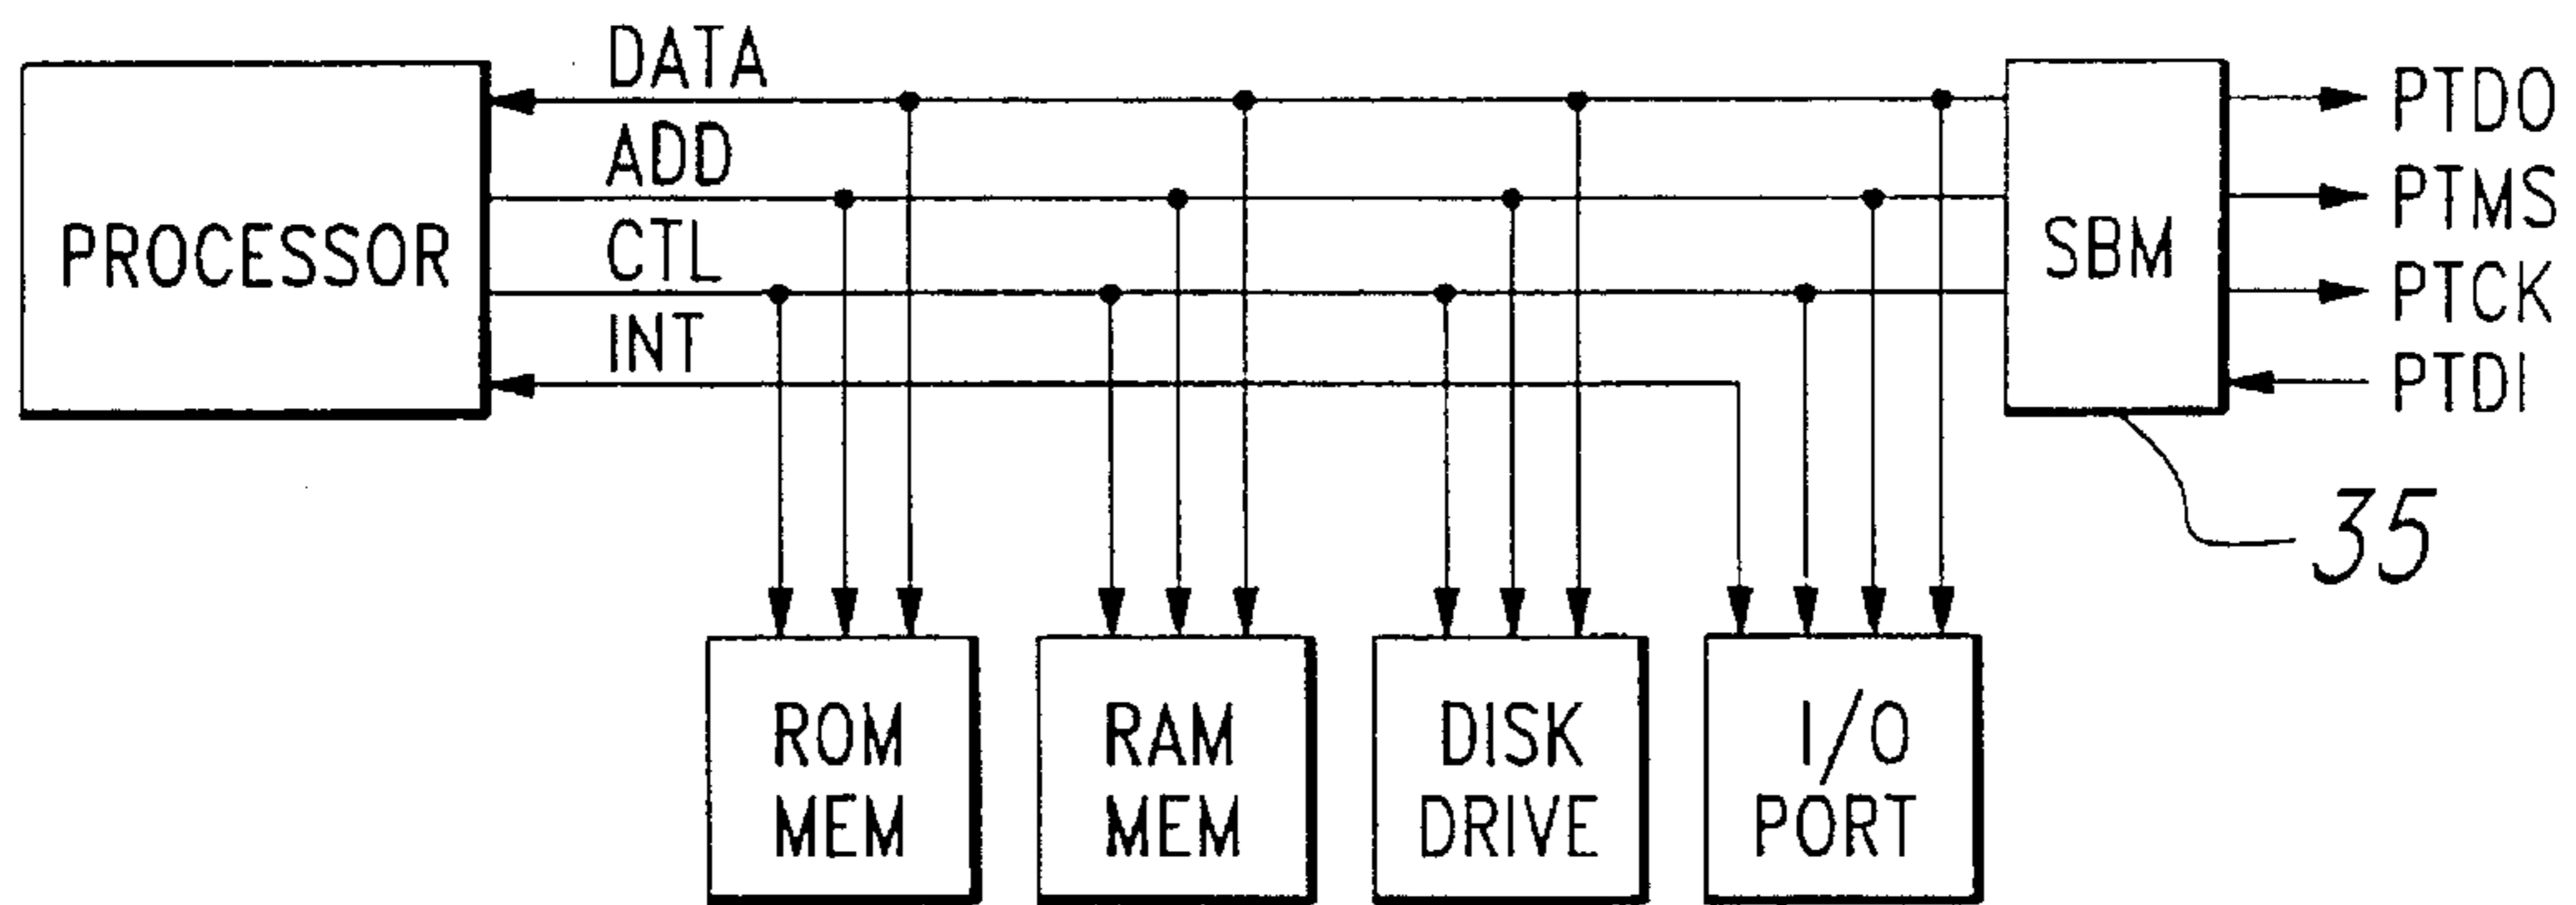 DATA
ADD
CTL
INT
PROCESSOR
SBM
PTDO
PTMS
PTCK
PTDI
35
ROM
MEM
RAM
MEM
DISK
DRIVE
I/O
PORT